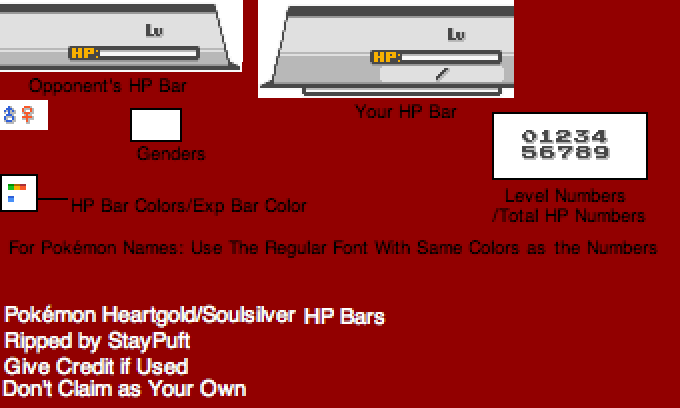 Lv
HP:
Lv
HP:
/
Opponent's HP Bar
Your HP Bar
Genders
01234
56789
HP Bar Colors/Exp Bar Color
Level Numbers
/Total HP Numbers
For Pokémon Names: Use The Regular Font With Same Colors as the Numbers
Pokémon Heartgold/Soulsilver HP Bars
Ripped by StayPuft
Give Credit if Used
Don't Claim as Your Own